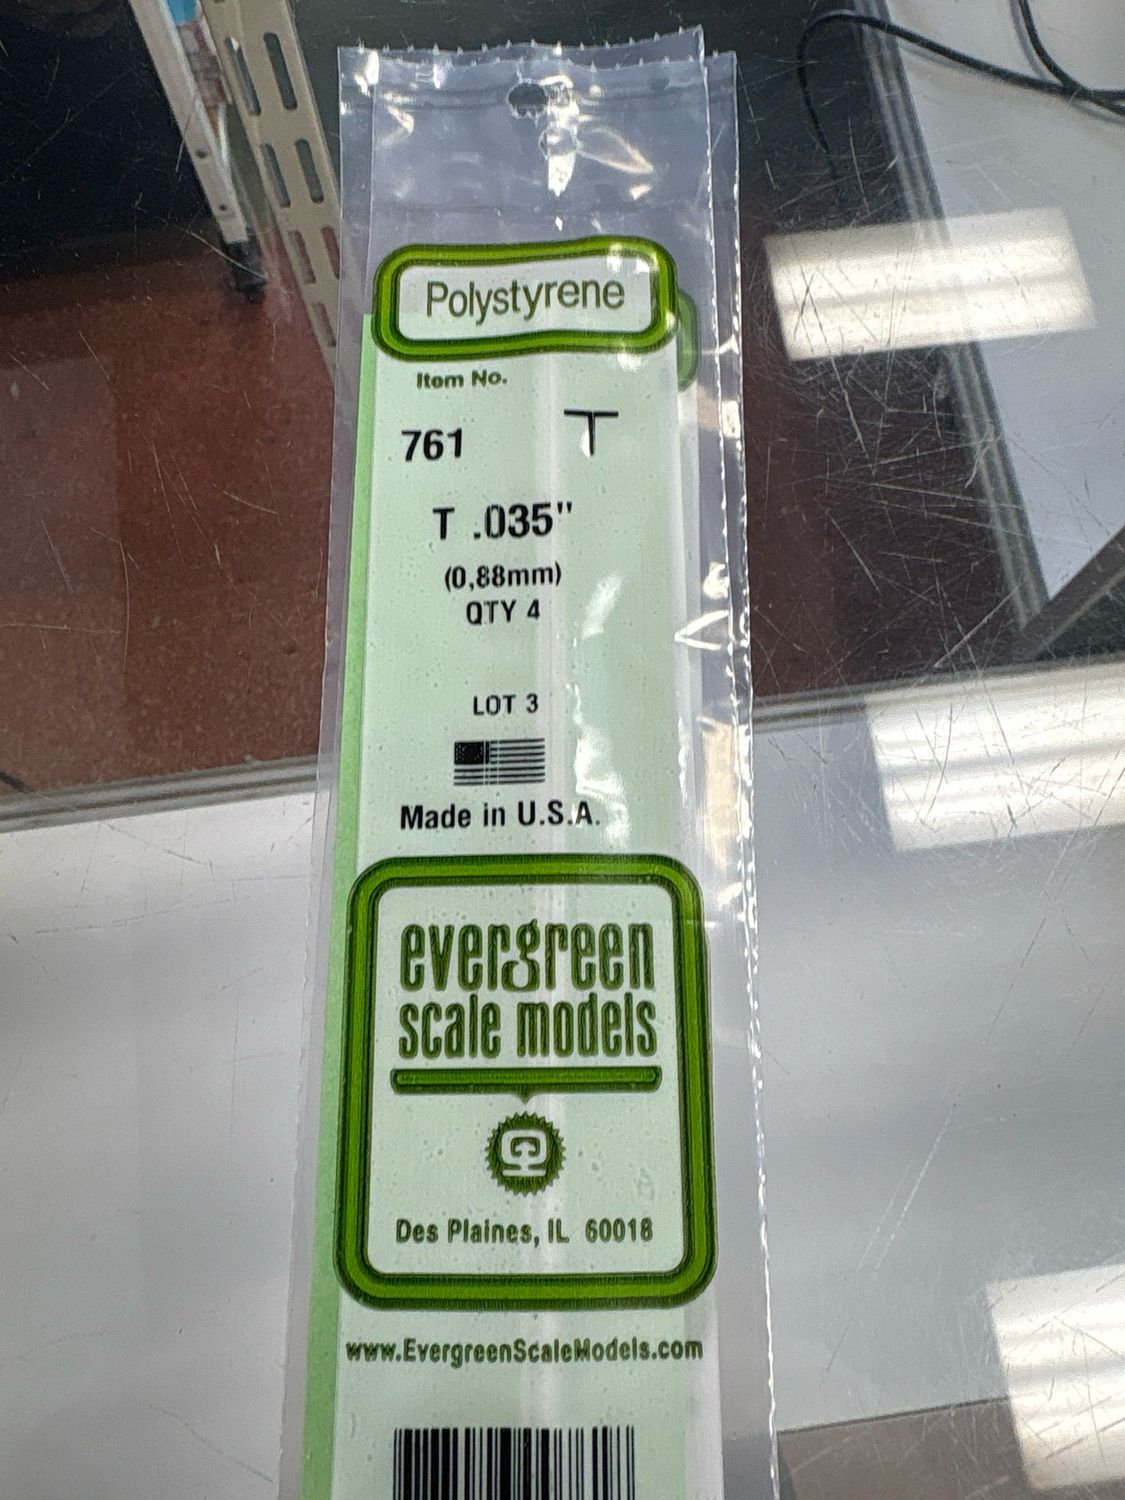 Polystyrene
Item No.
761 T
T .035"
(0,88mm)
QTY 4
LOT 3
Made in U.S.A.
evergreen
scale models
Des Plaines, IL 60018
www.EvergreenScaleModels.com